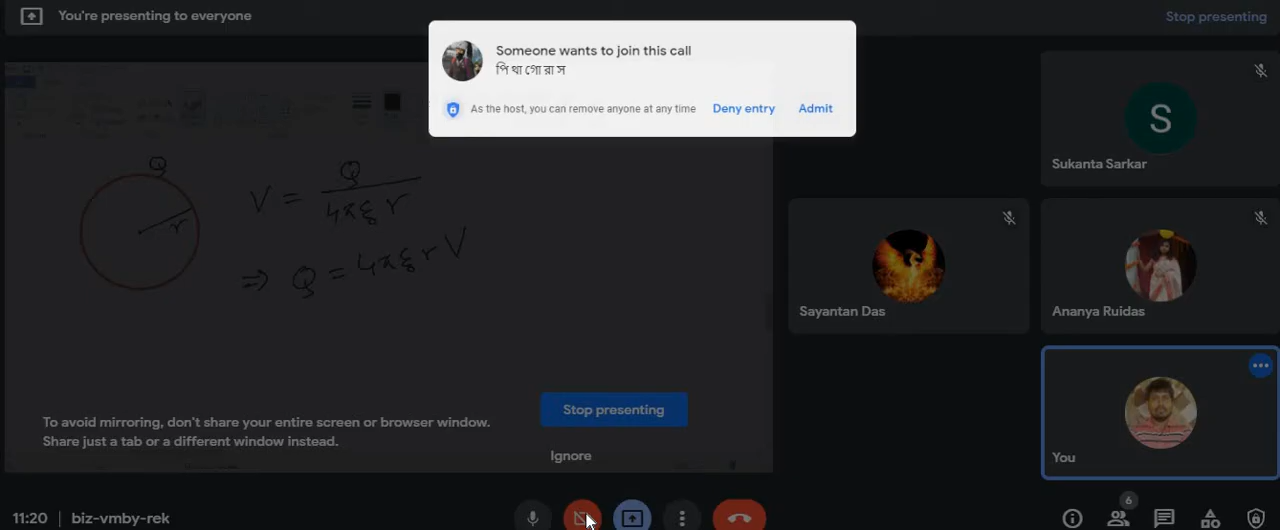 You're presenting to everyone
Stop presenting
Someone wants to join this call
পি থা গো রা স
As the host, you can remove anyone at any time
Deny entry
Admit
S
Sukanta Sarkar
Q
r
V = Q / 4πξ r
⇒ Q = 4πξ r V
Sayantan Das
Ananya Ruidas
To avoid mirroring, don't share your entire screen or browser window.
Share just a tab or a different window instead.
Stop presenting
Ignore
You
6
11:20 | biz-vmby-rek